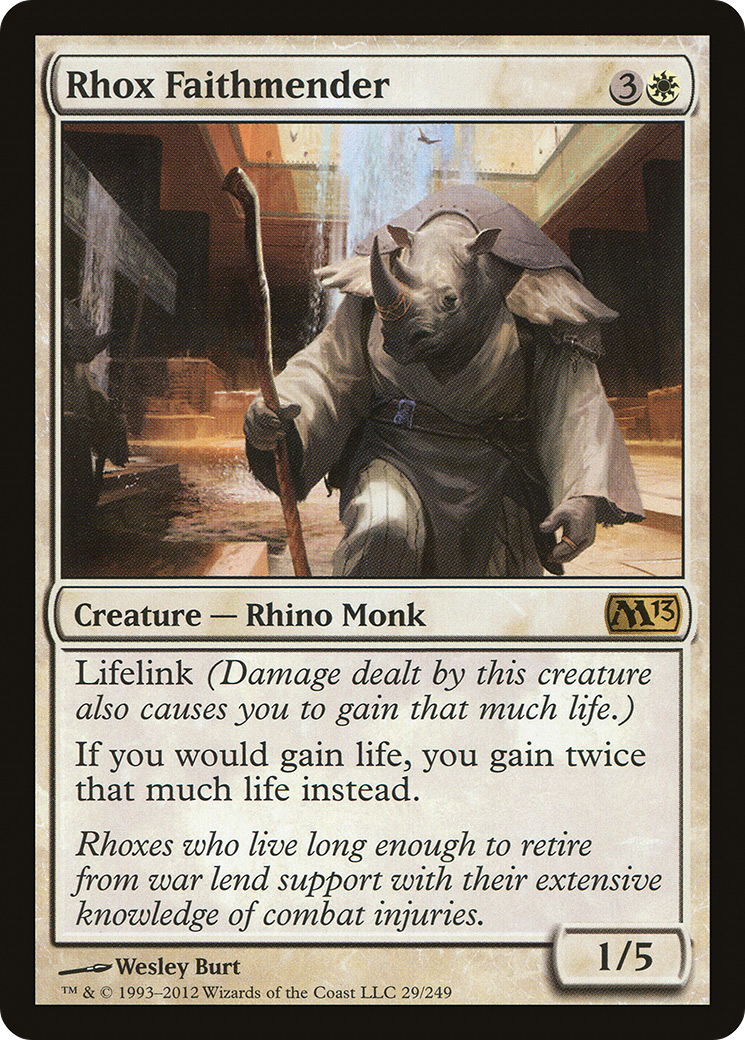 Rhox Faithmender
3
Creature — Rhino Monk
M13
Lifelink (Damage dealt by this creature
also causes you to gain that much life.)
If you would gain life, you gain twice
that much life instead.
Rhoxes who live long enough to retire
from war lend support with their extensive
knowledge of combat injuries.
1/5
Wesley Burt
™ & © 1993–2012 Wizards of the Coast LLC 29/249